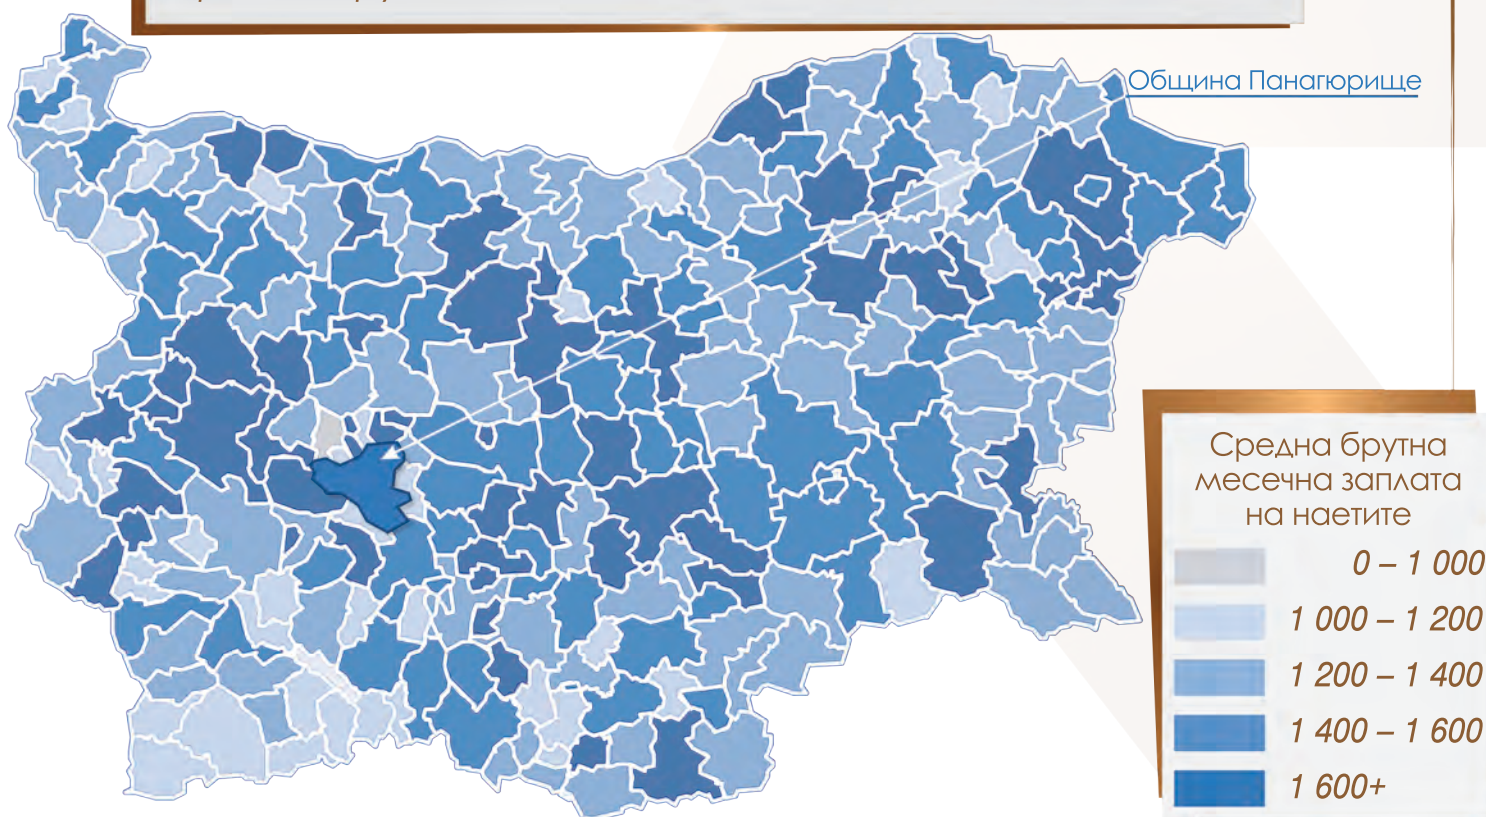 Община Панагюрище
Средна брутна
месечна заплата
на наетите
0 – 1 000
1 000 – 1 200
1 200 – 1 400
1 400 – 1 600
1 600+